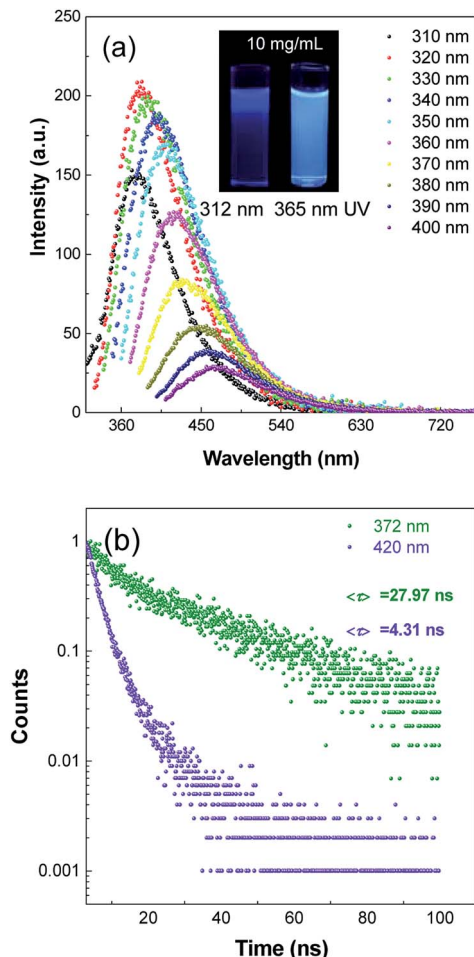 (a)
10 mg/mL
312 nm 365 nm UV
310 nm
320 nm
330 nm
340 nm
350 nm
360 nm
370 nm
380 nm
390 nm
400 nm
Intensity (a.u.)
250
200
150
100
50
0
360 450 540 630 720
Wavelength (nm)
(b)
372 nm
420 nm
<τ> =27.97 ns
<τ> =4.31 ns
Counts
1
0.1
0.01
0.001
20 40 60 80 100
Time (ns)